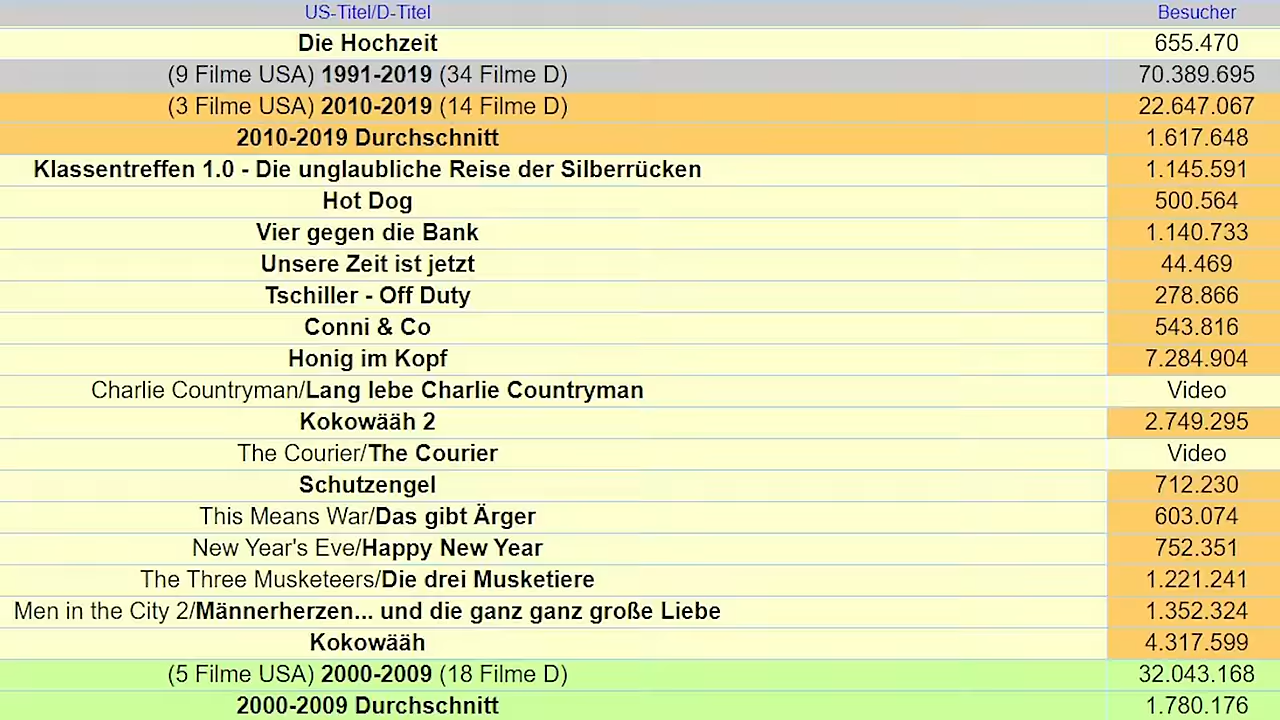 US-Titel/D-Titel Besucher
Die Hochzeit 655.470
(9 Filme USA) 1991-2019 (34 Filme D) 70.389.695
(3 Filme USA) 2010-2019 (14 Filme D) 22.647.067
2010-2019 Durchschnitt 1.617.648
Klassentreffen 1.0 - Die unglaubliche Reise der Silberrücken 1.145.591
Hot Dog 500.564
Vier gegen die Bank 1.140.733
Unsere Zeit ist jetzt 44.469
Tschiller - Off Duty 278.866
Conni & Co 543.816
Honig im Kopf 7.284.904
Charlie Countryman/Lang lebe Charlie Countryman Video
Kokowääh 2 2.749.295
The Courier/The Courier Video
Schutzengel 712.230
This Means War/Das gibt Ärger 603.074
New Year's Eve/Happy New Year 752.351
The Three Musketeers/Die drei Musketiere 1.221.241
Men in the City 2/Männerherzen... und die ganz ganz große Liebe 1.352.324
Kokowääh 4.317.599
(5 Filme USA) 2000-2009 (18 Filme D) 32.043.168
2000-2009 Durchschnitt 1.780.176